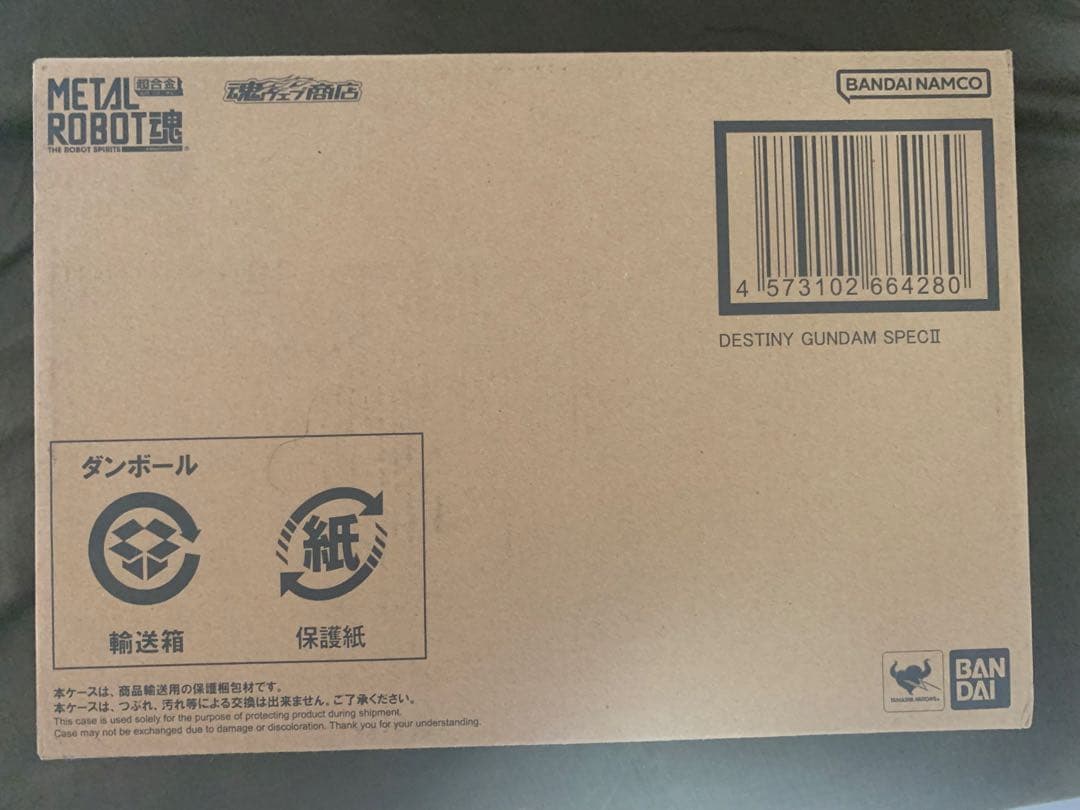 METAL
超合金
ROBOT魂
THE ROBOT SPIRITS
魂ウェブ商店
BANDAI NAMCO
4 573102 664280
DESTINY GUNDAM SPECⅡ
ダンボール
紙
輸送箱
保護紙
本ケースは、商品輸送用の保護梱包材です。
本ケースは、つぶれ、汚れ等による交換は出来ません。ご了承ください。
This case is used solely for the purpose of protecting product during shipment.
Case may not be exchanged due to damage or discoloration. Thank you for your understanding.
TAMASHII NATIONS
BAN
DAI